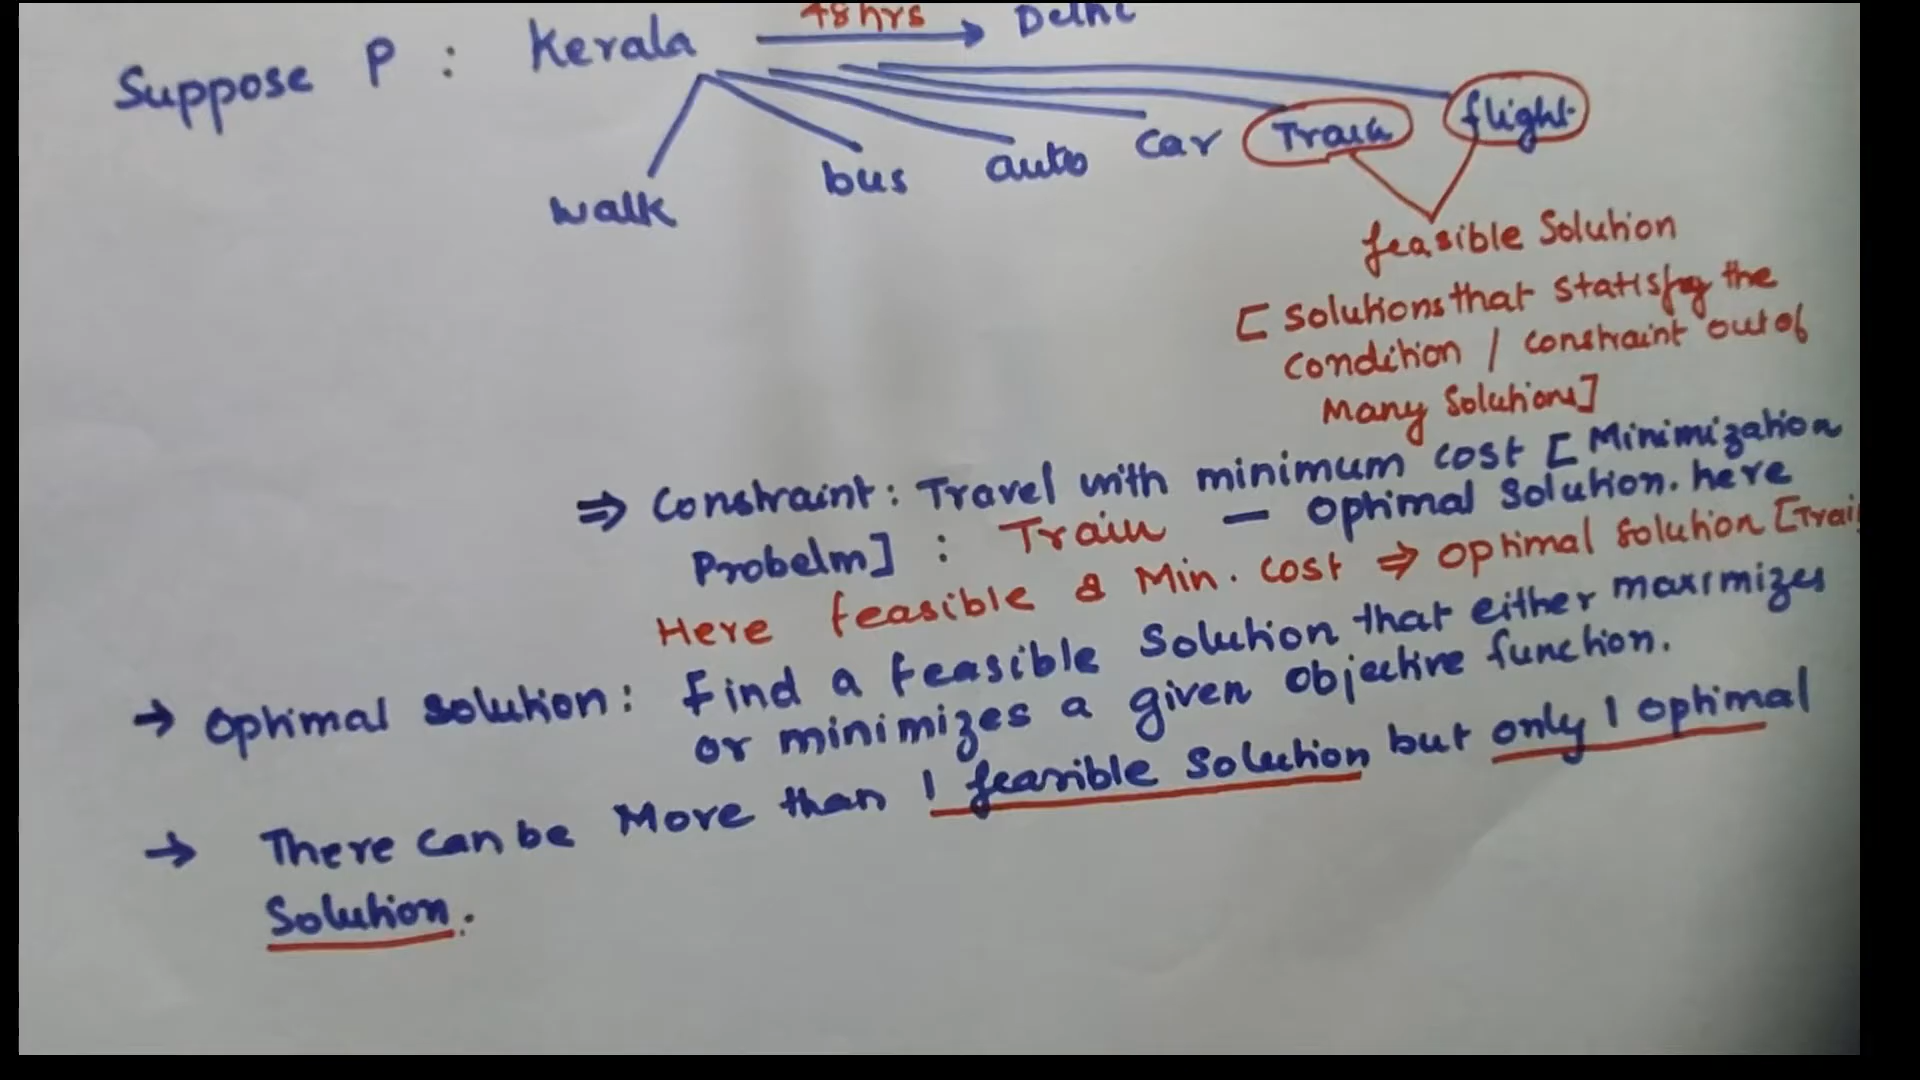 48hrs
Suppose P : Kerala → Delhi
walk bus auto car Train flight
feasible Solution
[ Solutions that statisfy the
condition / constraint out of
Many Solutions]
⇒ Constraint: Travel with minimum cost [ Minimization
Probelm] : Train - optimal solution. here
Here feasible & Min. cost ⇒ optimal solution [Trai
→ Optimal solution: Find a feasible solution that either maximizes
or minimizes a given objective function.
→ There can be More than 1 feasible solution but only 1 optimal
Solution.